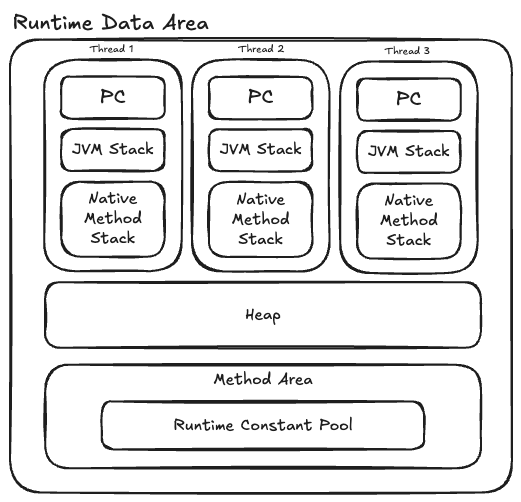 Runtime Data Area
Thread 1
Thread 2
Thread 3
PC
PC
PC
JVM Stack
JVM Stack
JVM Stack
Native
Method
Stack
Native
Method
Stack
Native
Method
Stack
Heap
Method Area
Runtime Constant Pool